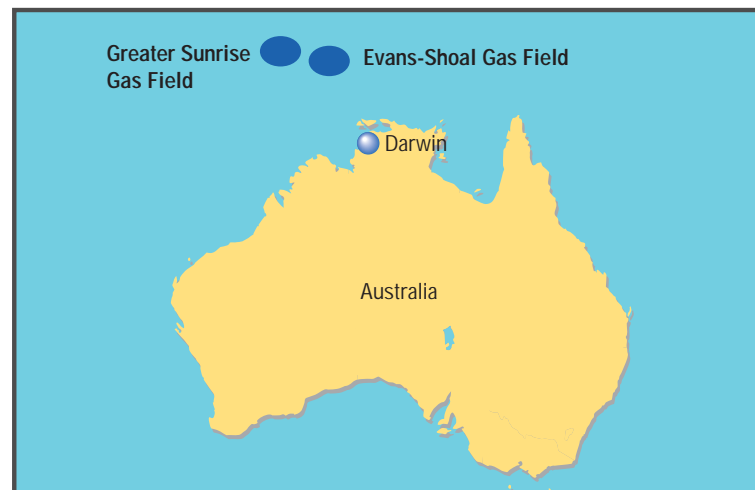 Greater Sunrise
Gas Field
Evans-Shoal Gas Field
Darwin
Australia